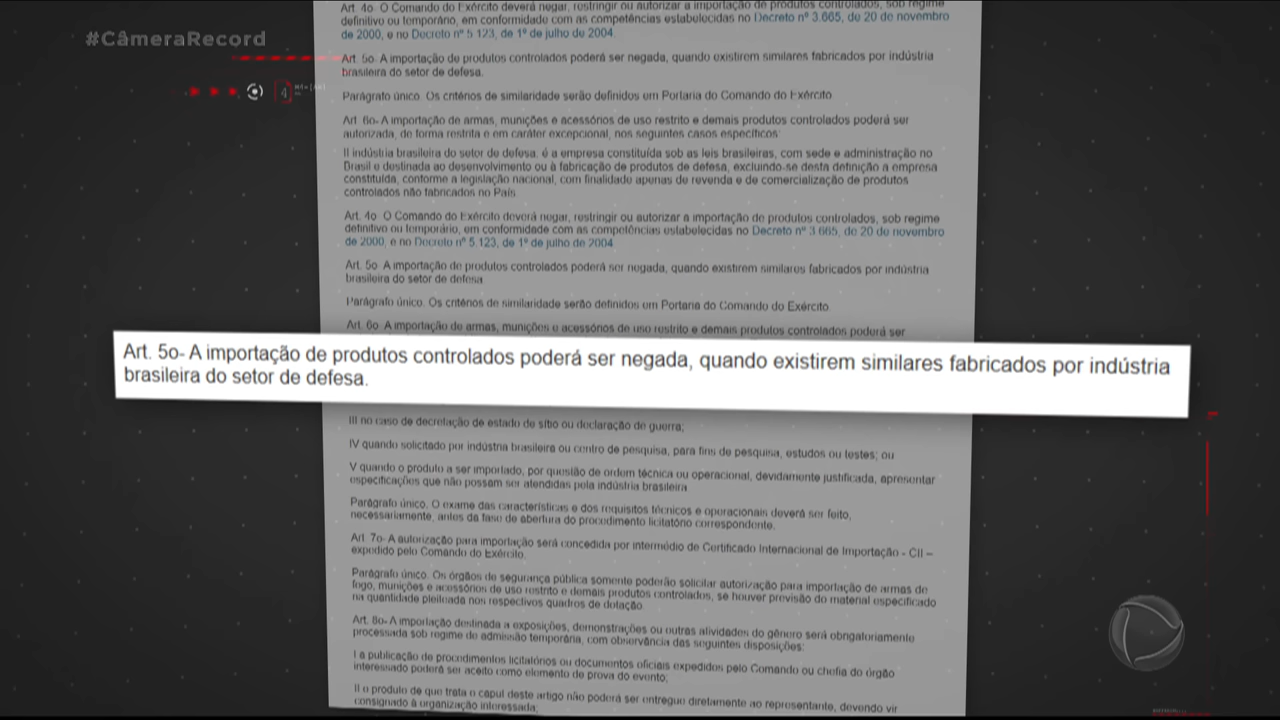 Art. 4o O Comando do Exército deverá negar, restringir ou autorizar a importação de produtos controlados, sob regime
definitivo ou temporário, em conformidade com as competências estabelecidas no Decreto nº 3.665, de 20 de novembro
#CâmeraRecord
de 2000, e no Decreto nº 5 123, de 1º de julho de 2004.
Art. 5o- A importação de produtos controlados poderá ser negada, quando existirem similares fabricados por indústria
brasileira do setor de defesa.
4
Parágrafo único. Os critérios de similaridade serão definidos em Portaria do Comando do Exército
Art. 6o- A importação de armas, munições e acessórios de uso restrito e demais produtos controlados poderá ser
autorizada, de forma restrita e em caráter excepcional, nos seguintes casos específicos:
II indústria brasileira do setor de defesa: é a empresa constituída sob as leis brasileiras, com sede e administração no
Brasil e destinada ao desenvolvimento ou à fabricação de produtos de defesa, excluindo-se desta definição a empresa
constituída, conforme a legislação nacional, com finalidade apenas de revenda e de comercialização de produtos
controlados não fabricados no País
Art. 4o O Comando do Exército deverá negar, restringir ou autorizar a importação de produtos controlados, sob regime
definitivo ou temporário, em conformidade com as competências estabelecidas no Decreto nº 3 665, de 20 de novembro
de 2000, e no Decreto nº 5.123, de 1º de julho de 2004
Art. 5o A importação de produtos controlados poderá ser negada, quando existirem similares fabricados por indústria
brasileira do setor de defesa
Parágrafo único. Os critérios de similaridade serão definidos em Portaria do Comando do Exército
Art. 6o A importação de armas, munições e acessórios de uso restrito e demais produtos controlados poderá ser
Art. 5o- A importação de produtos controlados poderá ser negada, quando existirem similares fabricados por indústria
brasileira do setor de defesa.
III no caso de decretação de estado de sítio ou declaração de guerra;
IV quando solicitado por indústria brasileira ou centro de pesquisa, para fins de pesquisa, estudos ou testes; ou
V quando o produto a ser importado, por questão de ordem técnica ou operacional, devidamente justificada, apresentar
especificações que não possam ser atendidas pela indústria brasileira
Parágrafo único. O exame das características e dos requisitos técnicos e operacionais deverá ser feito,
necessariamente, antes da fase de abertura do procedimento licitatório correspondente.
Art. 7o- A autorização para importação será concedida por intermédio de Certificado Internacional de Importação - CII –
expedido pelo Comando do Exército.
Parágrafo único. Os órgãos de segurança pública somente poderão solicitar autorização para importação de armas de
fogo, munições e acessórios de uso restrito e demais produtos controlados, se houver previsão do material especificado
na quantidade pleiteada nos respectivos quadros de dotação
Art. 8o- A importação destinada a exposições, demonstrações ou outras atividades do gênero será obrigatoriamente
processada sob regime de admissão temporária, com observância das seguintes disposições:
I a publicação de procedimentos licitatórios ou documentos oficiais expedidos pelo Comando ou chefia do órgão
interessado poderá ser aceito como elemento de prova do evento;
II o produto de que trata o caput deste artigo não poderá ser entregue diretamente ao representante, devendo vir
consignado à organização interessada;